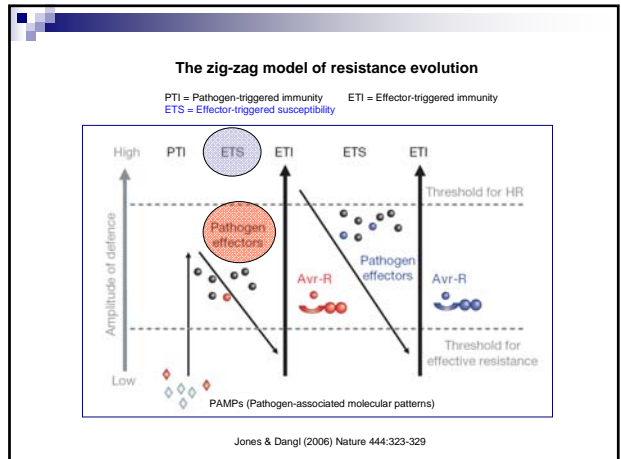 The zig-zag model of resistance evolution
PTI = Pathogen-triggered immunity ETI = Effector-triggered immunity
ETS = Effector-triggered susceptibility
High PTI ETS ETI ETS ETI
Threshold for HR
Pathogen
effectors
Pathogen
effectors
Avr-R
Avr-R
Amplitude of defence
Threshold for
effective resistance
Low
PAMPs (Pathogen-associated molecular patterns)
Jones & Dangl (2006) Nature 444:323-329